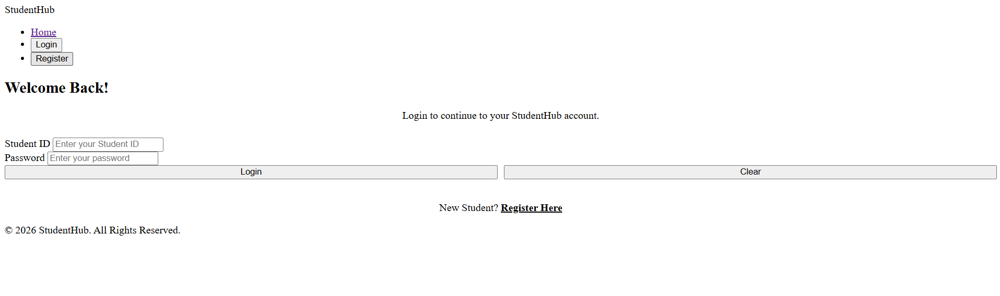 StudentHub
Home
Login
Register
Welcome Back!
Login to continue to your StudentHub account.
Student ID Enter your Student ID
Password Enter your password
Login Clear
New Student? Register Here
© 2026 StudentHub. All Rights Reserved.